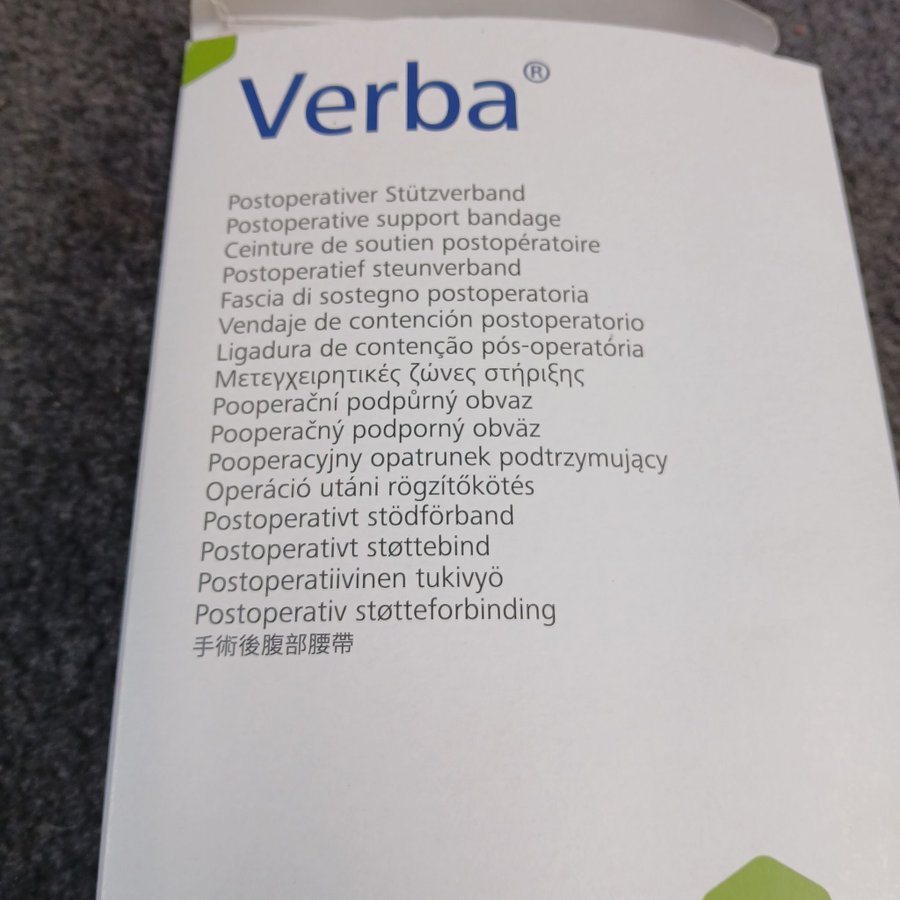 Verba®
Postoperativer Stützverband
Postoperative support bandage
Ceinture de soutien postopératoire
Postoperatief steunverband
Fascia di sostegno postoperatoria
Vendaje de contención postoperatorio
Ligadura de contenção pós-operatória
Μετεγχειρητικές ζώνες στήριξης
Pooperační podpůrný obvaz
Pooperačný podporný obväz
Pooperacyjny opatrunek podtrzymujący
Operáció utáni rögzítőkötés
Postoperativt stödförband
Postoperativt støttebind
Postoperatiivinen tukivyö
Postoperativ støtteforbinding
手術後腹部腰帶